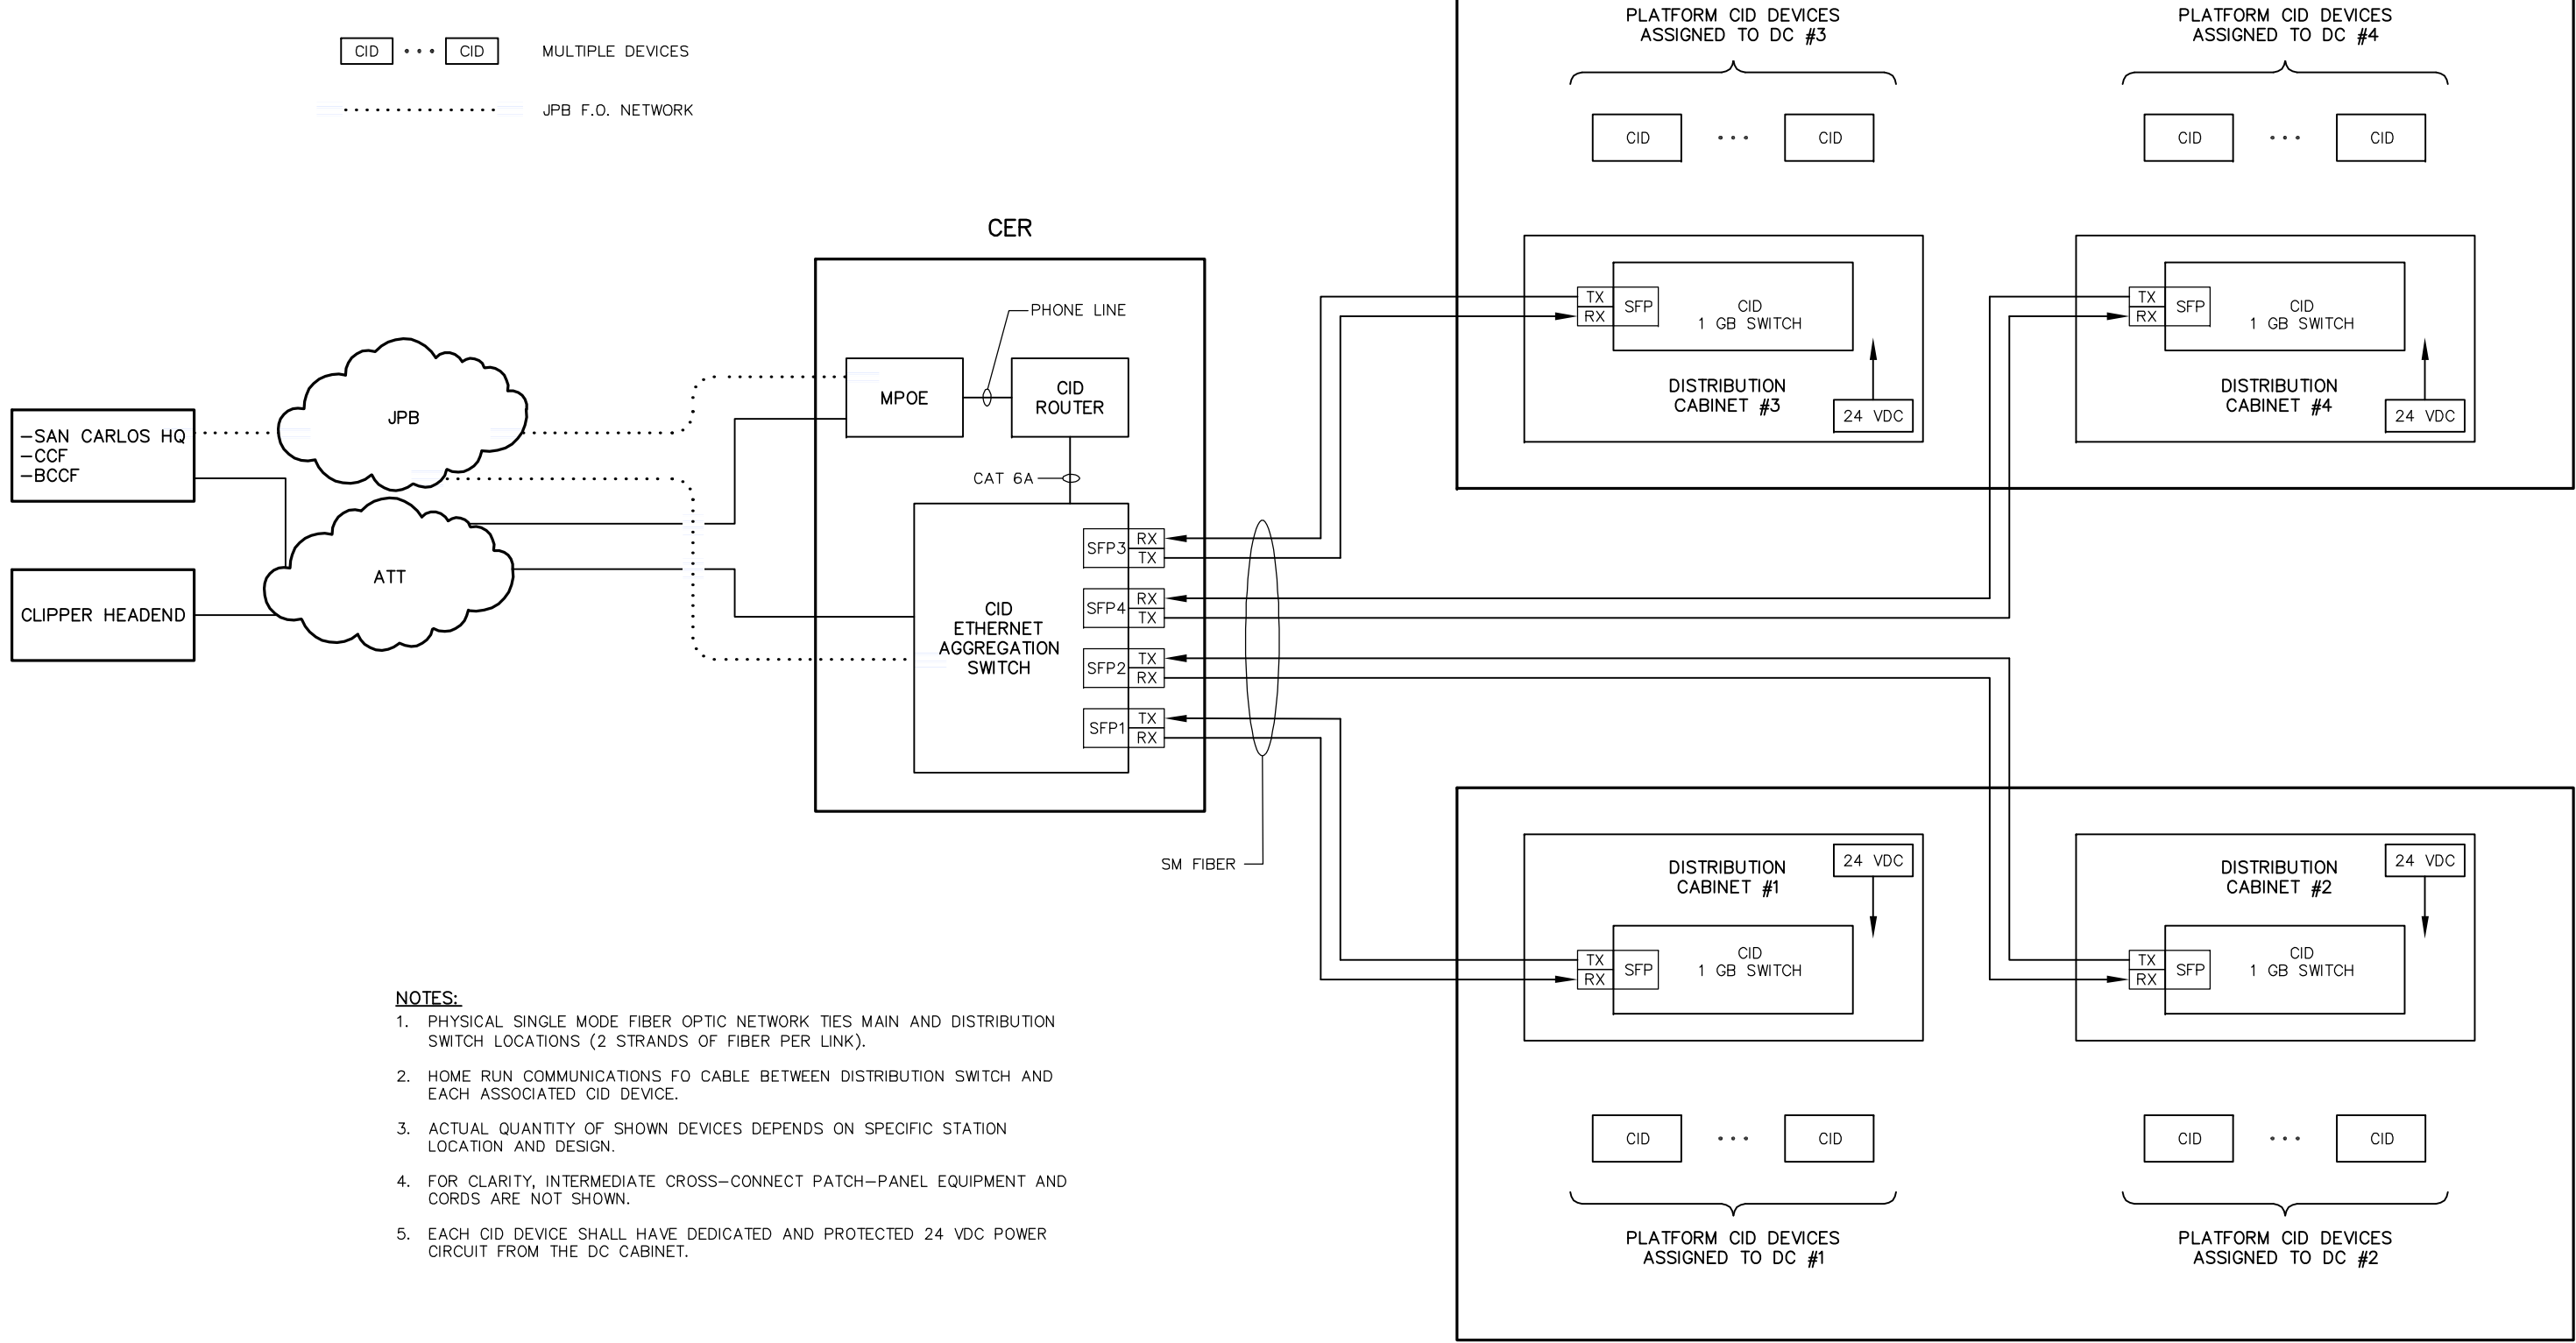 CID
CID
MULTIPLE DEVICES
JPB F.O. NETWORK
PLATFORM CID DEVICES
ASSIGNED TO DC #3
PLATFORM CID DEVICES
ASSIGNED TO DC #4
CID
CID
CID
CID
CER
PHONE LINE
MPOE
CID
ROUTER
CAT 6A
JPB
ATT
-SAN CARLOS HQ
-CCF
-BCCF
CLIPPER HEADEND
CID
ETHERNET
AGGREGATION
SWITCH
SFP3
RX
TX
SFP4
RX
TX
SFP2
TX
RX
SFP1
TX
RX
SM FIBER
TX
RX
SFP
CID
1 GB SWITCH
DISTRIBUTION
CABINET #3
24 VDC
TX
RX
SFP
CID
1 GB SWITCH
DISTRIBUTION
CABINET #4
24 VDC
DISTRIBUTION
CABINET #1
24 VDC
TX
RX
SFP
CID
1 GB SWITCH
DISTRIBUTION
CABINET #2
24 VDC
TX
RX
SFP
CID
1 GB SWITCH
CID
CID
CID
CID
PLATFORM CID DEVICES
ASSIGNED TO DC #1
PLATFORM CID DEVICES
ASSIGNED TO DC #2
NOTES:
1. PHYSICAL SINGLE MODE FIBER OPTIC NETWORK TIES MAIN AND DISTRIBUTION
SWITCH LOCATIONS (2 STRANDS OF FIBER PER LINK).
2. HOME RUN COMMUNICATIONS FO CABLE BETWEEN DISTRIBUTION SWITCH AND
EACH ASSOCIATED CID DEVICE.
3. ACTUAL QUANTITY OF SHOWN DEVICES DEPENDS ON SPECIFIC STATION
LOCATION AND DESIGN.
4. FOR CLARITY, INTERMEDIATE CROSS-CONNECT PATCH-PANEL EQUIPMENT AND
CORDS ARE NOT SHOWN.
5. EACH CID DEVICE SHALL HAVE DEDICATED AND PROTECTED 24 VDC POWER
CIRCUIT FROM THE DC CABINET.